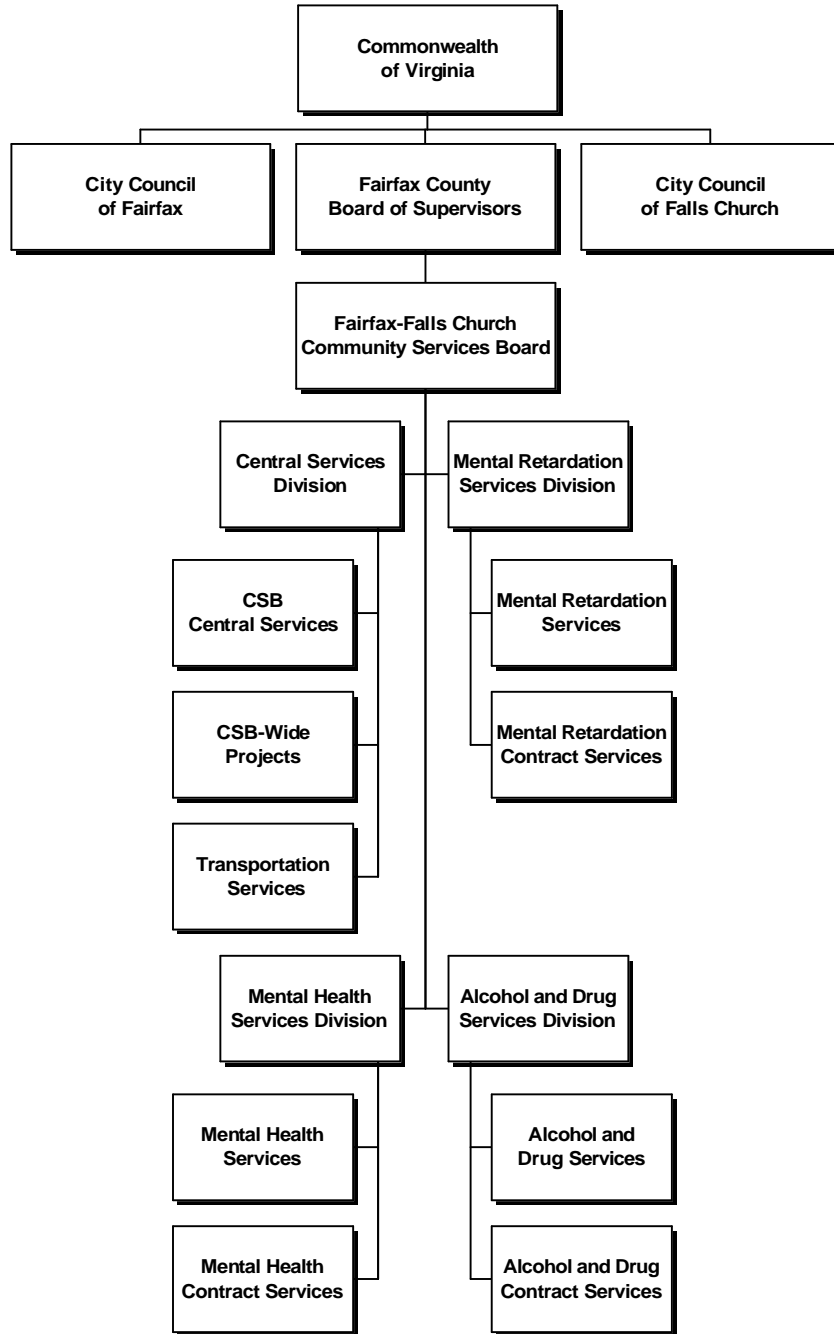 Commonwealth
of Virginia
City Council
of Fairfax
Fairfax County
Board of Supervisors
City Council
of Falls Church
Fairfax-Falls Church
Community Services Board
Central Services
Division
Mental Retardation
Services Division
CSB
Central Services
Mental Retardation
Services
CSB-Wide
Projects
Mental Retardation
Contract Services
Transportation
Services
Mental Health
Services Division
Alcohol and Drug
Services Division
Mental Health
Services
Alcohol and
Drug Services
Mental Health
Contract Services
Alcohol and Drug
Contract Services